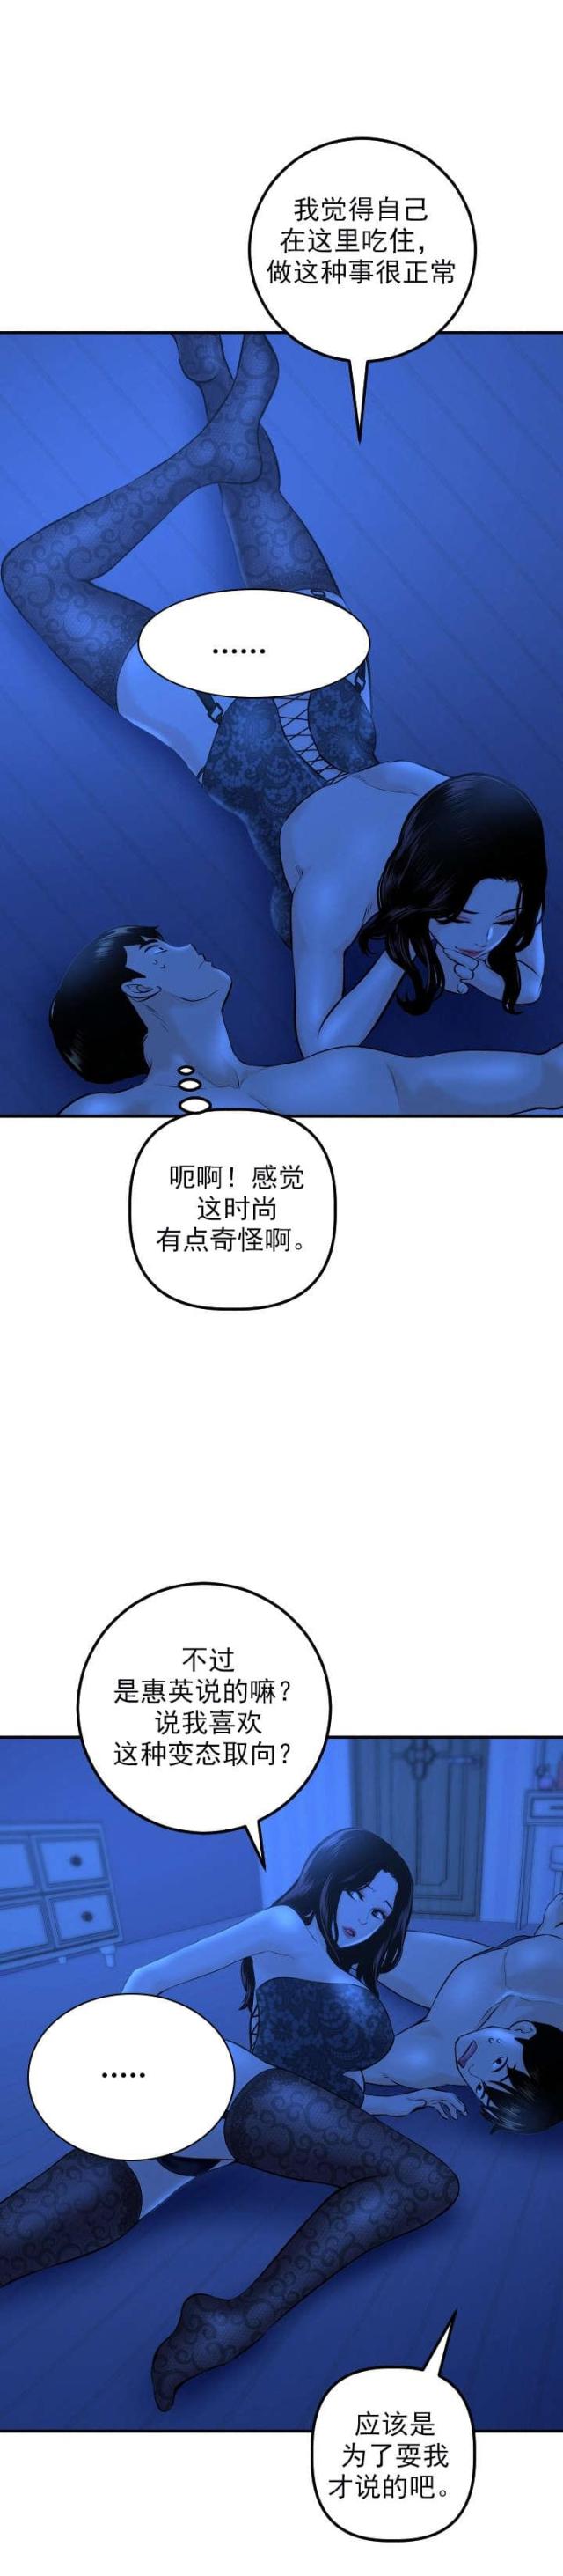 我觉得自己
在这里吃住，
做这种事很正常
······
呃啊！感觉
这时尚
有点奇怪啊。
不过
是惠英说的嘛？
说我喜欢
这种变态取向？
·····
应该是
为了耍我
才说的吧。